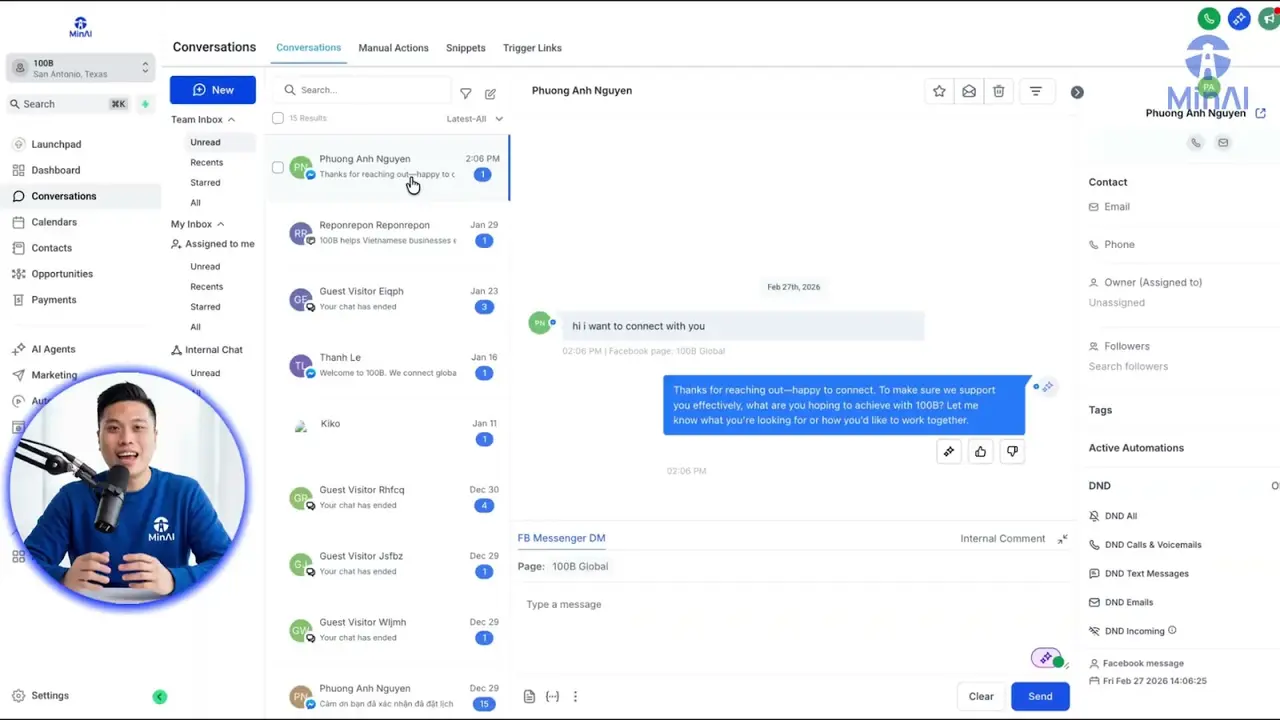 MinAI
100B
San Antonio, Texas
Search
⌘K
Launchpad
Dashboard
Conversations
Calendars
Contacts
Opportunities
Payments
AI Agents
Marketing
Settings
MinAI
Conversations
Conversations
Manual Actions
Snippets
Trigger Links
New
Team Inbox
Unread
Recents
Starred
All
My Inbox
Assigned to me
Unread
Recents
Starred
All
Internal Chat
Unread
Search...
15 Results
Latest-All
PN
Phuong Anh Nguyen
2:06 PM
Thanks for reaching out—happy to c
1
RR
Reponrepon Reponrepon
Jan 29
100B helps Vietnamese businesses e
1
GE
Guest Visitor Eiqph
Jan 23
Your chat has ended
3
TL
Thanh Le
Jan 16
Welcome to 100B. We connect globa
1
Kiko
Jan 11
1
GR
Guest Visitor Rhfcq
Dec 30
Your chat has ended
4
GJ
Guest Visitor Jsfbz
Dec 29
Your chat has ended
1
GW
Guest Visitor Wljmh
Dec 29
Your chat has ended
1
PN
Phuong Anh Nguyen
Dec 29
Cảm ơn bạn đã xác nhận đã đặt lịch
15
Phuong Anh Nguyen
Feb 27th, 2026
PN
hi i want to connect with you
02:06 PM | Facebook page: 100B Global
Thanks for reaching out—happy to connect. To make sure we support
you effectively, what are you hoping to achieve with 100B? Let me
know what you're looking for or how you'd like to work together.
02:06 PM
FB Messenger DM
Internal Comment
Page: 100B Global
Type a message
Clear
Send
MinAI
PA
Phuong Anh Nguyen
Contact
Email
Phone
Owner (Assigned to)
Unassigned
Followers
Search followers
Tags
Active Automations
DND
DND All
DND Calls & Voicemails
DND Text Messages
DND Emails
DND Incoming
Facebook message
Fri Feb 27 2026 14:06:25